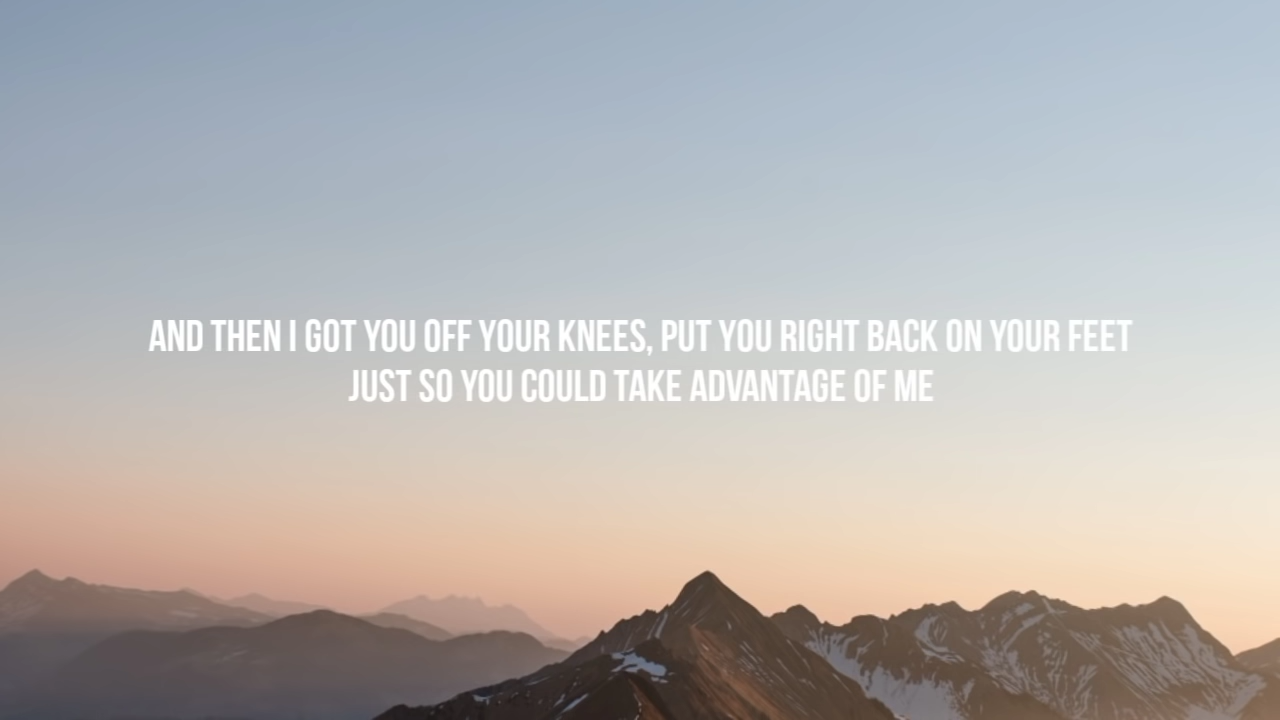 AND THEN I GOT YOU OFF YOUR KNEES, PUT YOU RIGHT BACK ON YOUR FEET
JUST SO YOU COULD TAKE ADVANTAGE OF ME